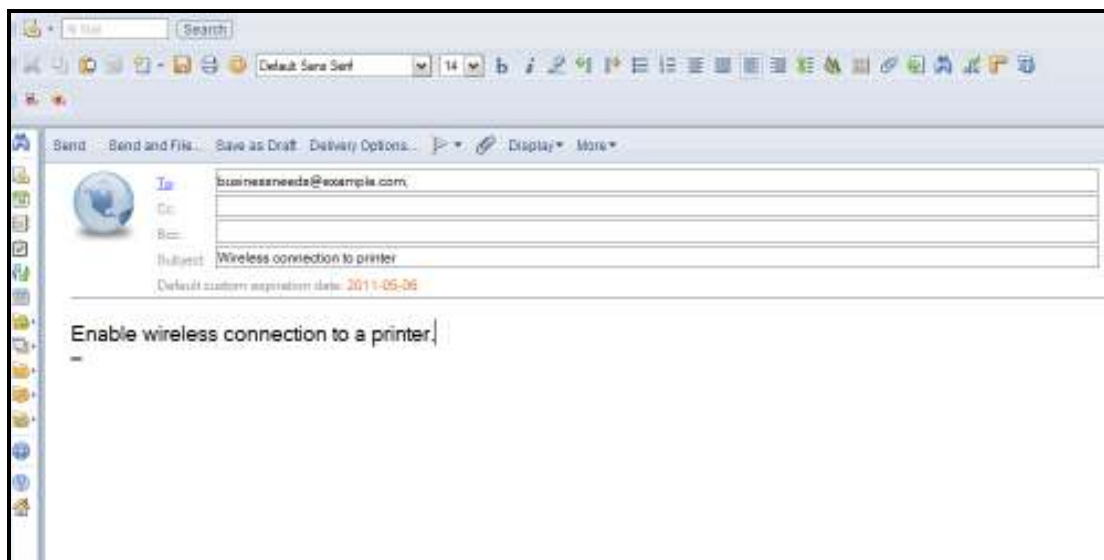 Search
Default Sans Serif 14 b i
Send Send and File... Save as Draft Delivery Options... Display More
To: businessneeds@example.com,
Cc:
Bcc:
Subject: Wireless connection to printer
Default custom expiration date: 2011-05-06
Enable wireless connection to a printer.